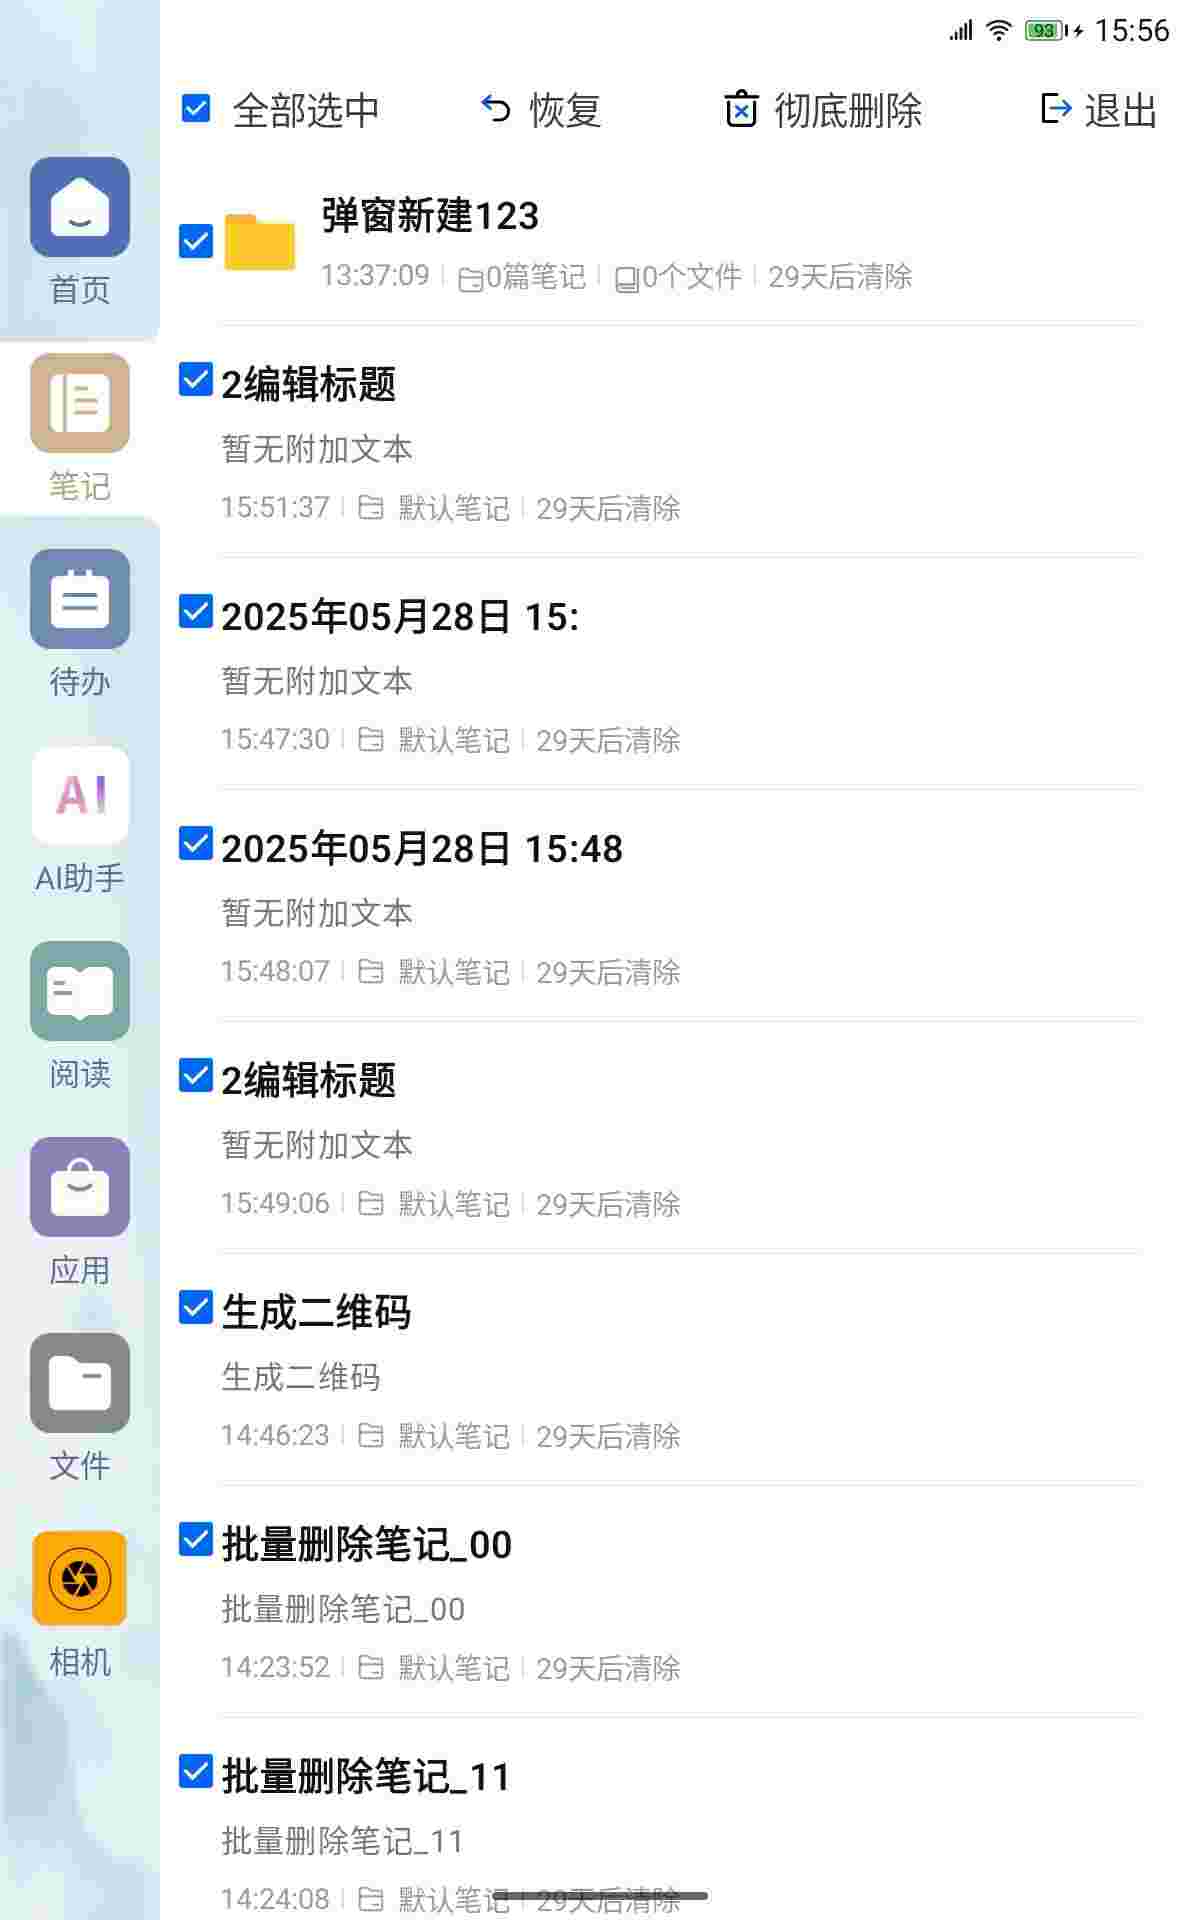 93 15:56
全部选中 恢复 彻底删除 退出
弹窗新建123
13:37:09 0篇笔记 0个文件 29天后清除
2编辑标题
暂无附加文本
15:51:37 默认笔记 29天后清除
2025年05月28日 15:
暂无附加文本
15:47:30 默认笔记 29天后清除
2025年05月28日 15:48
暂无附加文本
15:48:07 默认笔记 29天后清除
2编辑标题
暂无附加文本
15:49:06 默认笔记 29天后清除
生成二维码
生成二维码
14:46:23 默认笔记 29天后清除
批量删除笔记_00
批量删除笔记_00
14:23:52 默认笔记 29天后清除
批量删除笔记_11
批量删除笔记_11
14:24:08 默认笔记 29天后清除
首页
笔记
待办
AI
AI助手
阅读
应用
文件
相机